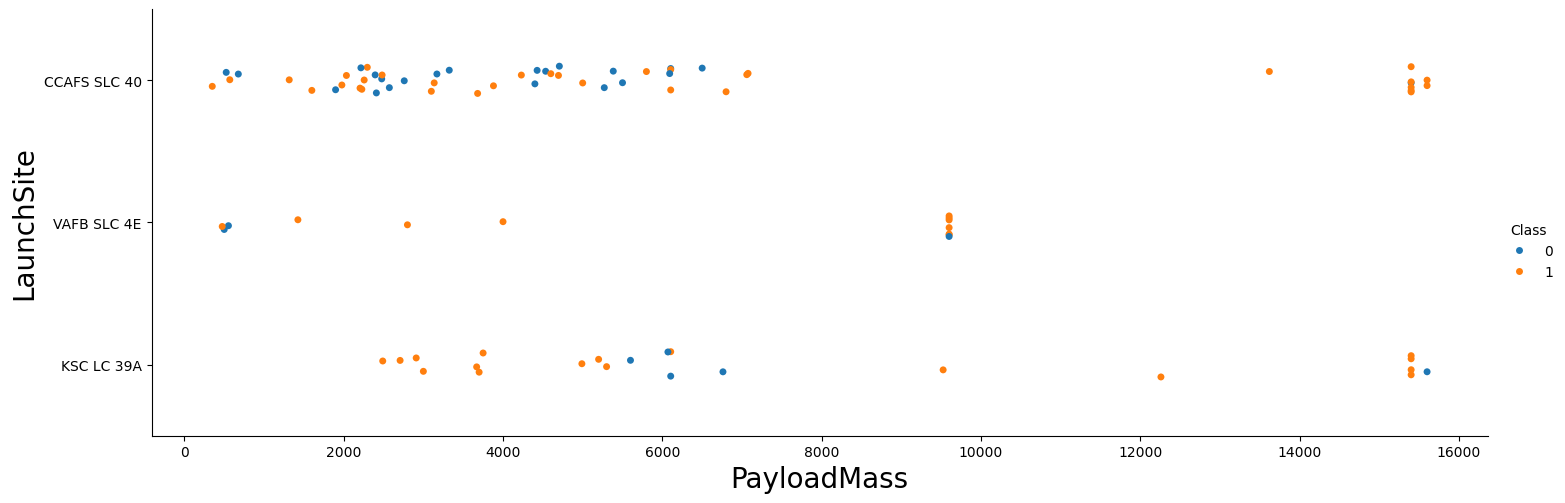 LaunchSite
CCAFS SLC 40
VAFB SLC 4E
KSC LC 39A
0 2000 4000 6000 8000 10000 12000 14000 16000
PayloadMass
Class
0
1